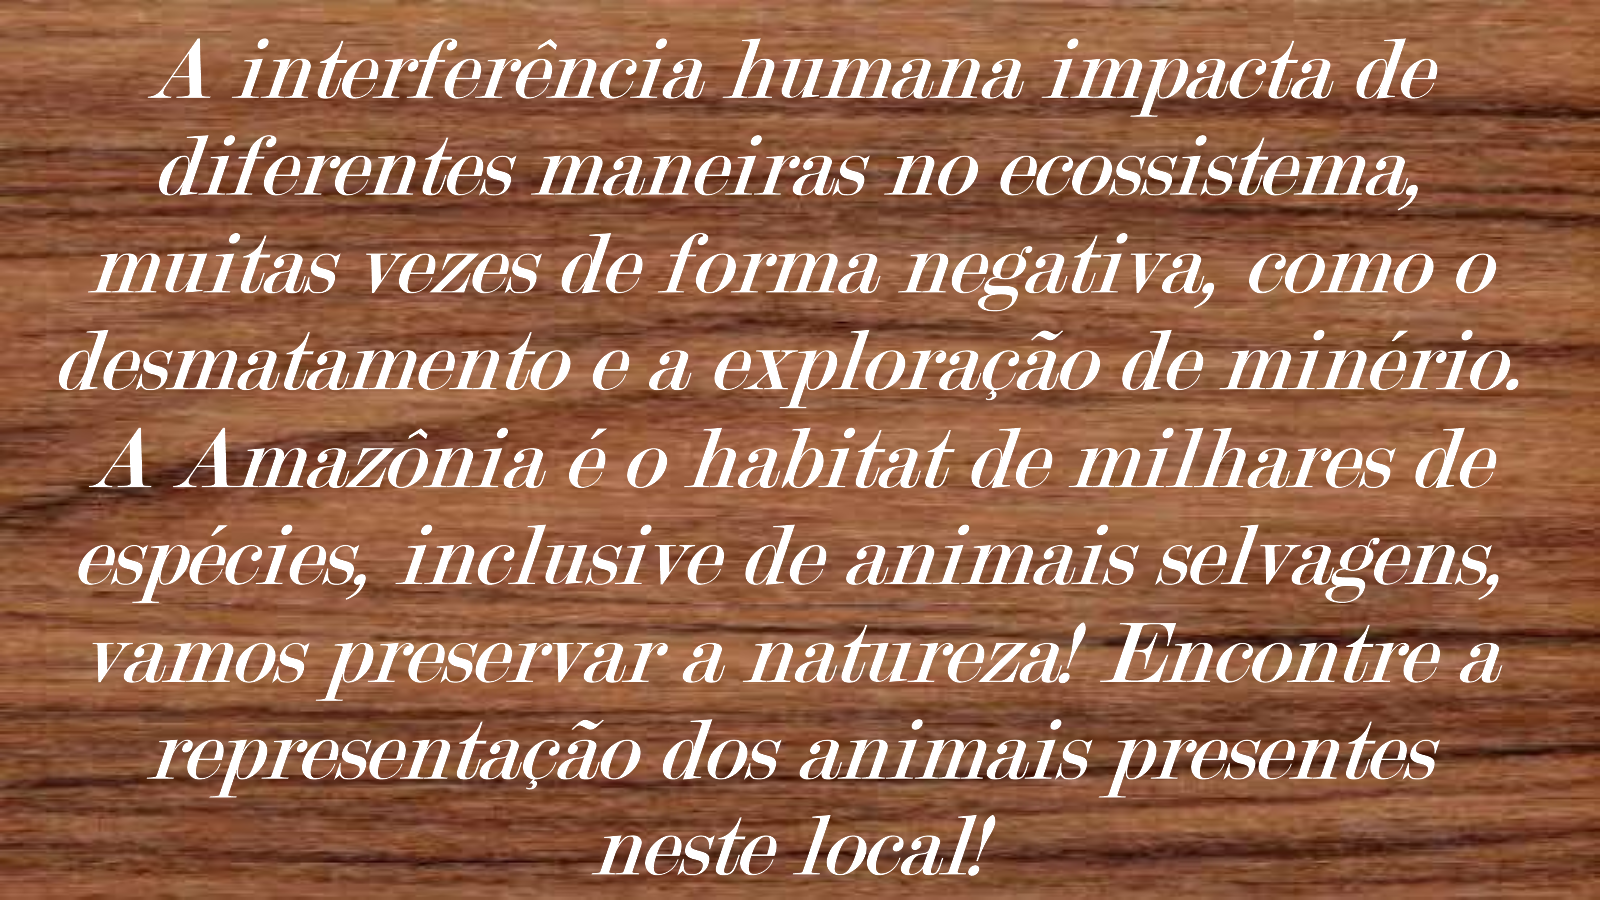 A interferência humana impacta de
diferentes maneiras no ecossistema,
muitas vezes de forma negativa, como o
desmatamento e a exploração de minério.
A Amazônia é o habitat de milhares de
espécies, inclusive de animais selvagens,
vamos preservar a natureza! Encontre a
representação dos animais presentes
neste local!